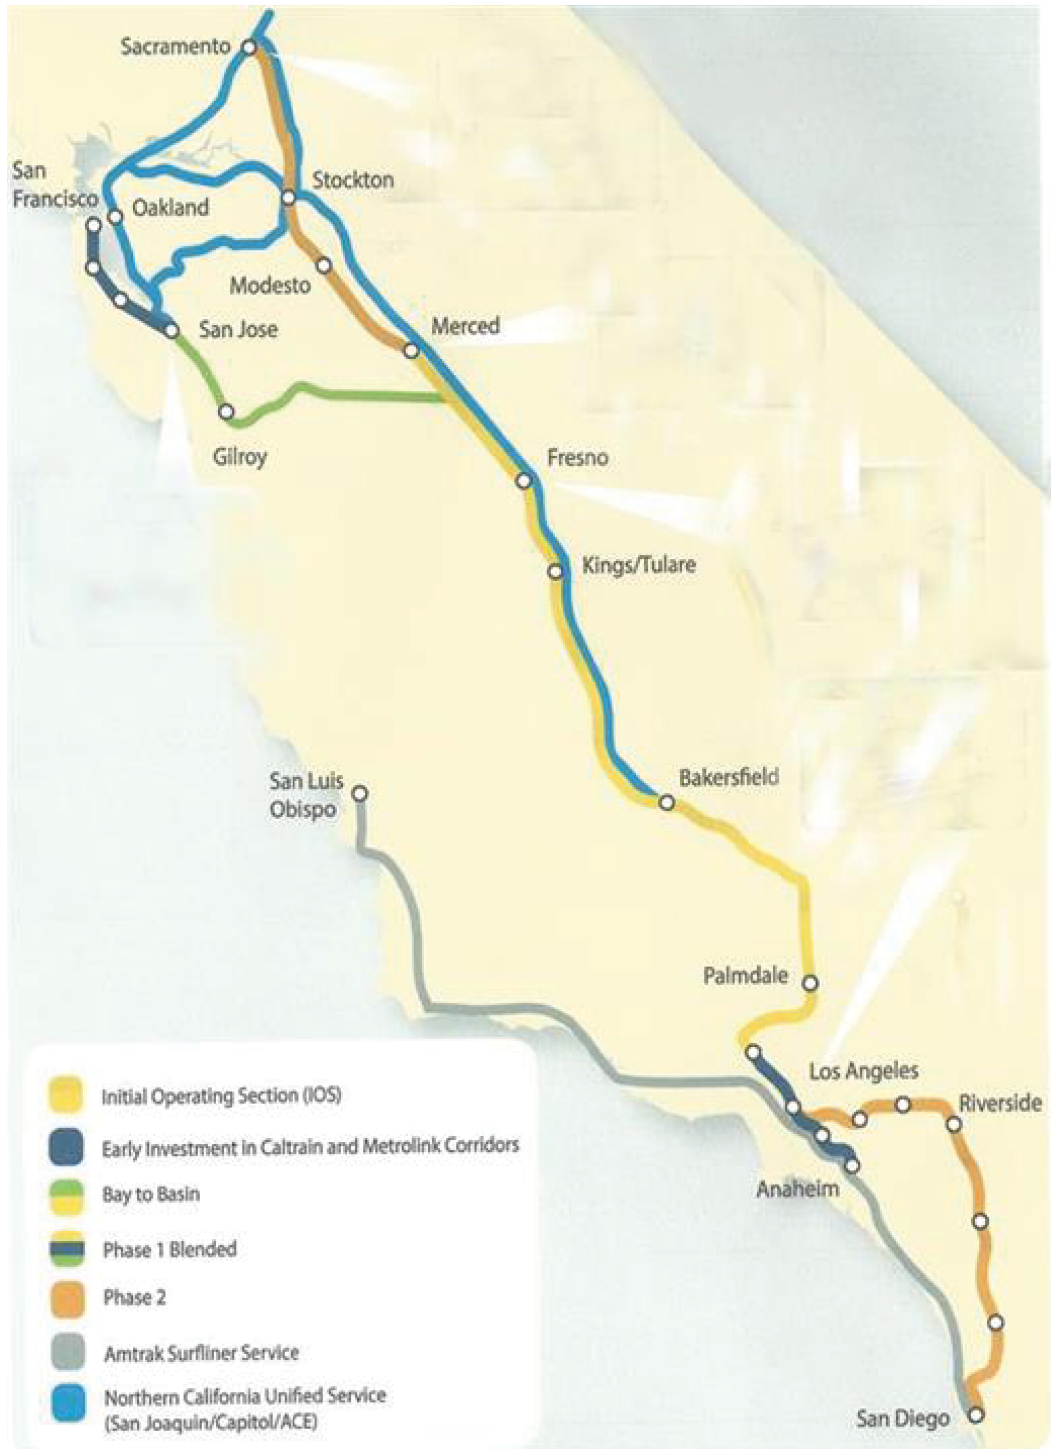 Sacramento
San
Francisco
Oakland
Stockton
Modesto
Merced
San Jose
Gilroy
Fresno
Kings/Tulare
San Luis
Obispo
Bakersfield
Palmdale
Los Angeles
Riverside
Anaheim
San Diego
Initial Operating Section (IOS)
Early Investment in Caltrain and Metrolink Corridors
Bay to Basin
Phase 1 Blended
Phase 2
Amtrak Surfliner Service
Northern California Unified Service
(San Joaquin/Capitol/ACE)